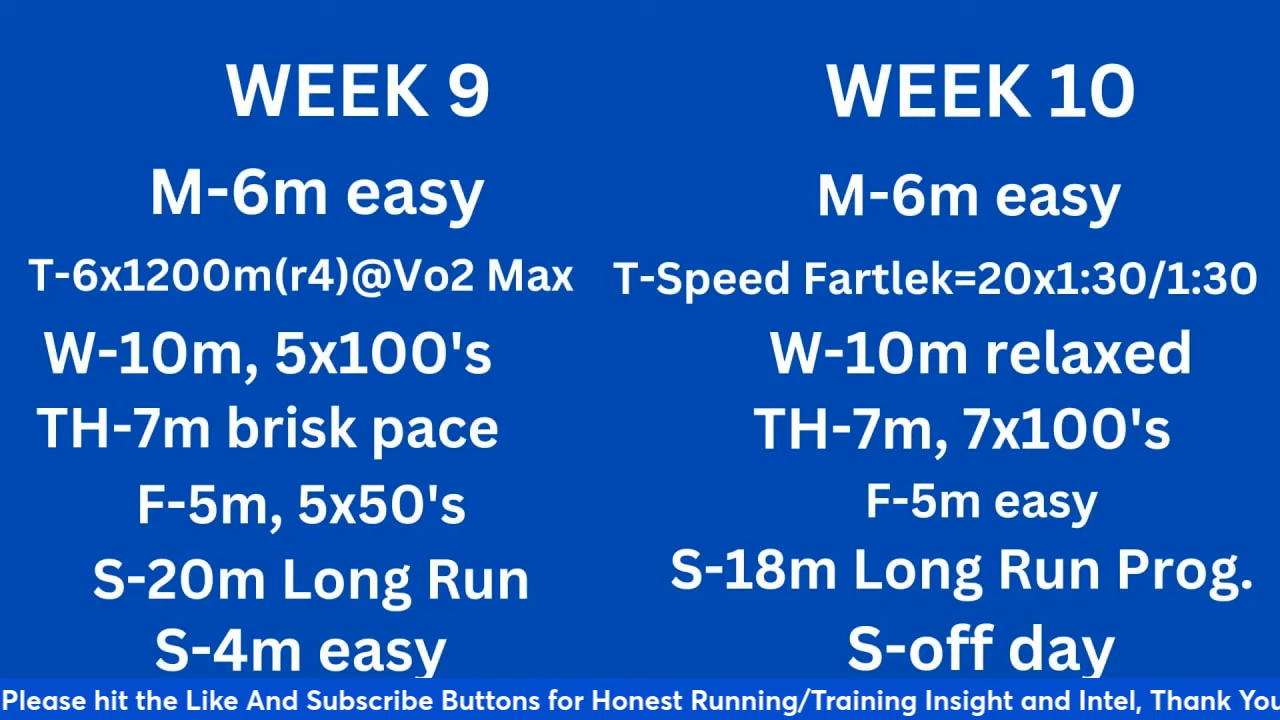 WEEK 9
M-6m easy
T-6x1200m(r4)@Vo2 Max
W-10m, 5x100's
TH-7m brisk pace
F-5m, 5x50's
S-20m Long Run
S-4m easy
WEEK 10
M-6m easy
T-Speed Fartlek=20x1:30/1:30
W-10m relaxed
TH-7m, 7x100's
F-5m easy
S-18m Long Run Prog.
S-off day
Please hit the Like And Subscribe Buttons for Honest Running/Training Insight and Intel, Thank You